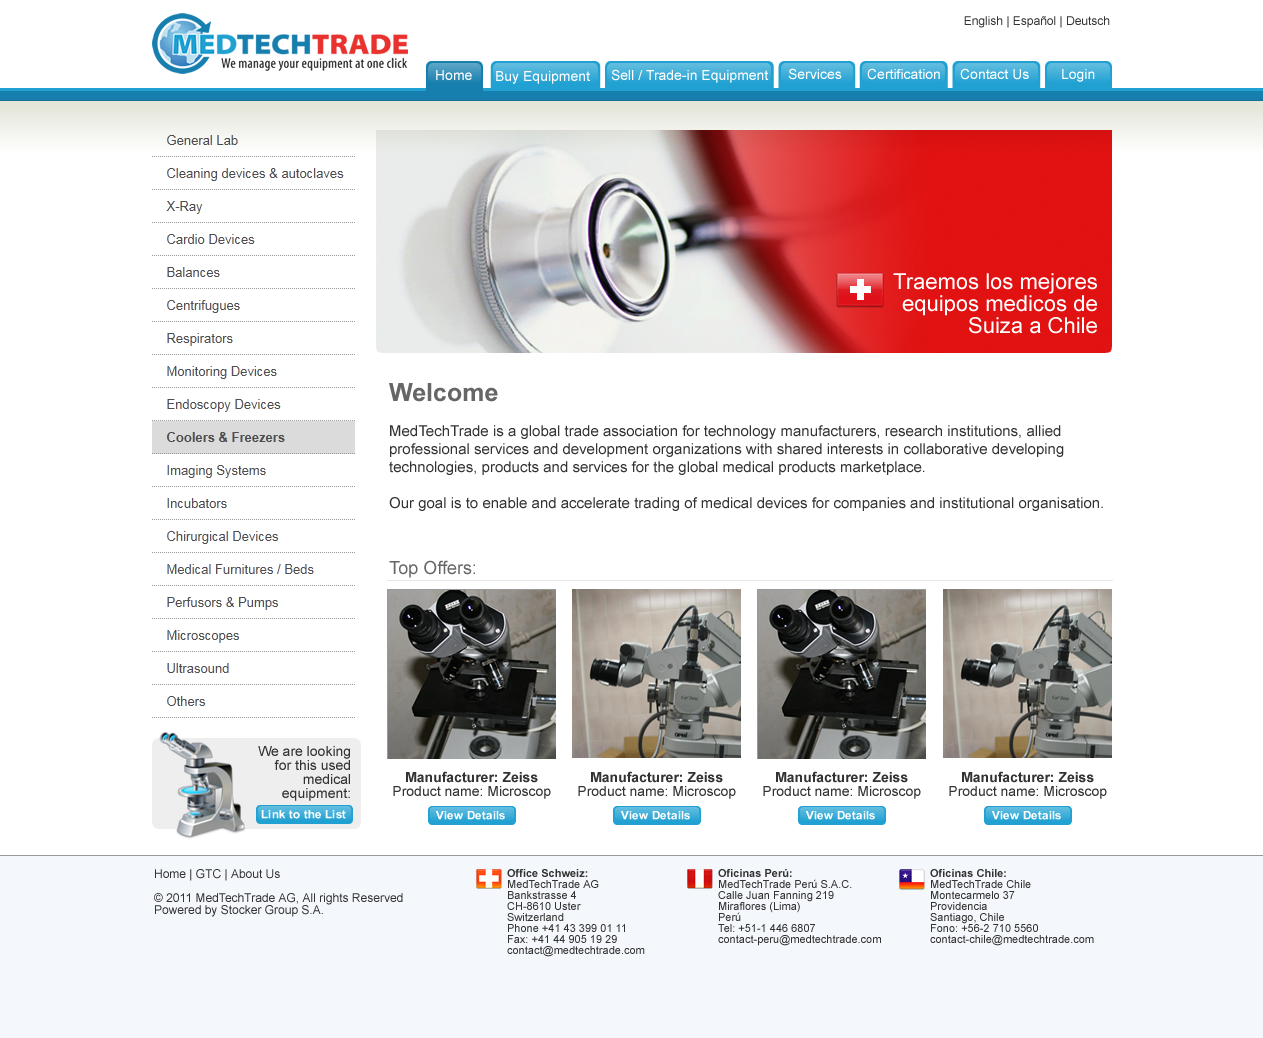 English | Español | Deutsch
MEDTECHTRADE
We manage your equipment at one click
Home
Buy Equipment
Sell / Trade-in Equipment
Services
Certification
Contact Us
Login
General Lab
Cleaning devices & autoclaves
X-Ray
Cardio Devices
Balances
Centrifugues
Respirators
Monitoring Devices
Endoscopy Devices
Coolers & Freezers
Imaging Systems
Incubators
Chirurgical Devices
Medical Furnitures / Beds
Perfusors & Pumps
Microscopes
Ultrasound
Others
We are looking
for this used
medical
equipment:
Link to the List
Traemos los mejores
equipos medicos de
Suiza a Chile
Welcome
MedTechTrade is a global trade association for technology manufacturers, research institutions, allied
professional services and development organizations with shared interests in collaborative developing
technologies, products and services for the global medical products marketplace.
Our goal is to enable and accelerate trading of medical devices for companies and institutional organisation.
Top Offers:
Manufacturer: Zeiss
Product name: Microscop
View Details
Manufacturer: Zeiss
Product name: Microscop
View Details
Manufacturer: Zeiss
Product name: Microscop
View Details
Manufacturer: Zeiss
Product name: Microscop
View Details
Home | GTC | About Us
© 2011 MedTechTrade AG, All rights Reserved
Powered by Stocker Group S.A.
Office Schweiz:
MedTechTrade AG
Bankstrasse 4
CH-8610 Uster
Switzerland
Phone +41 43 399 01 11
Fax: +41 44 905 19 29
contact@medtechtrade.com
Oficinas Perú:
MedTechTrade Perú S.A.C.
Calle Juan Fanning 219
Miraflores (Lima)
Perú
Tel: +51-1 446 6807
contact-peru@medtechtrade.com
Oficinas Chile:
MedTechTrade Chile
Montecarmelo 37
Providencia
Santiago, Chile
Fono: +56-2 710 5560
contact-chile@medtechtrade.com